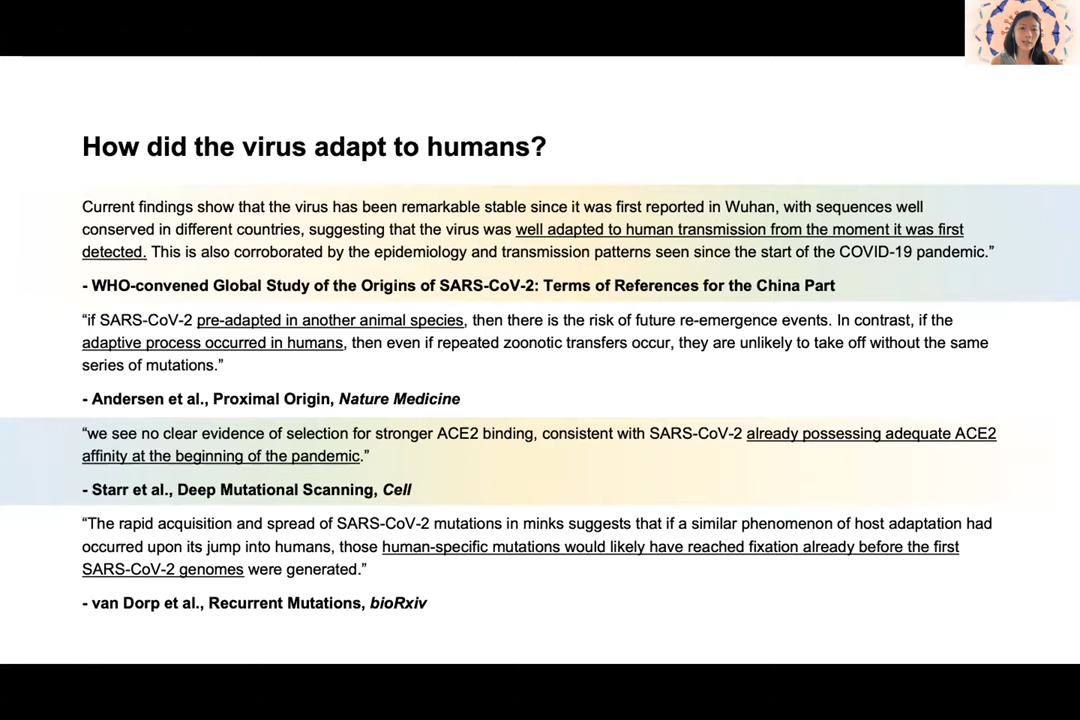 How did the virus adapt to humans?
Current findings show that the virus has been remarkable stable since it was first reported in Wuhan, with sequences well
conserved in different countries, suggesting that the virus was well adapted to human transmission from the moment it was first
detected. This is also corroborated by the epidemiology and transmission patterns seen since the start of the COVID-19 pandemic.”
- WHO-convened Global Study of the Origins of SARS-CoV-2: Terms of References for the China Part
“if SARS-CoV-2 pre-adapted in another animal species, then there is the risk of future re-emergence events. In contrast, if the
adaptive process occurred in humans, then even if repeated zoonotic transfers occur, they are unlikely to take off without the same
series of mutations.”
- Andersen et al., Proximal Origin, Nature Medicine
“we see no clear evidence of selection for stronger ACE2 binding, consistent with SARS-CoV-2 already possessing adequate ACE2
affinity at the beginning of the pandemic.”
- Starr et al., Deep Mutational Scanning, Cell
“The rapid acquisition and spread of SARS-CoV-2 mutations in minks suggests that if a similar phenomenon of host adaptation had
occurred upon its jump into humans, those human-specific mutations would likely have reached fixation already before the first
SARS-CoV-2 genomes were generated.”
- van Dorp et al., Recurrent Mutations, bioRxiv